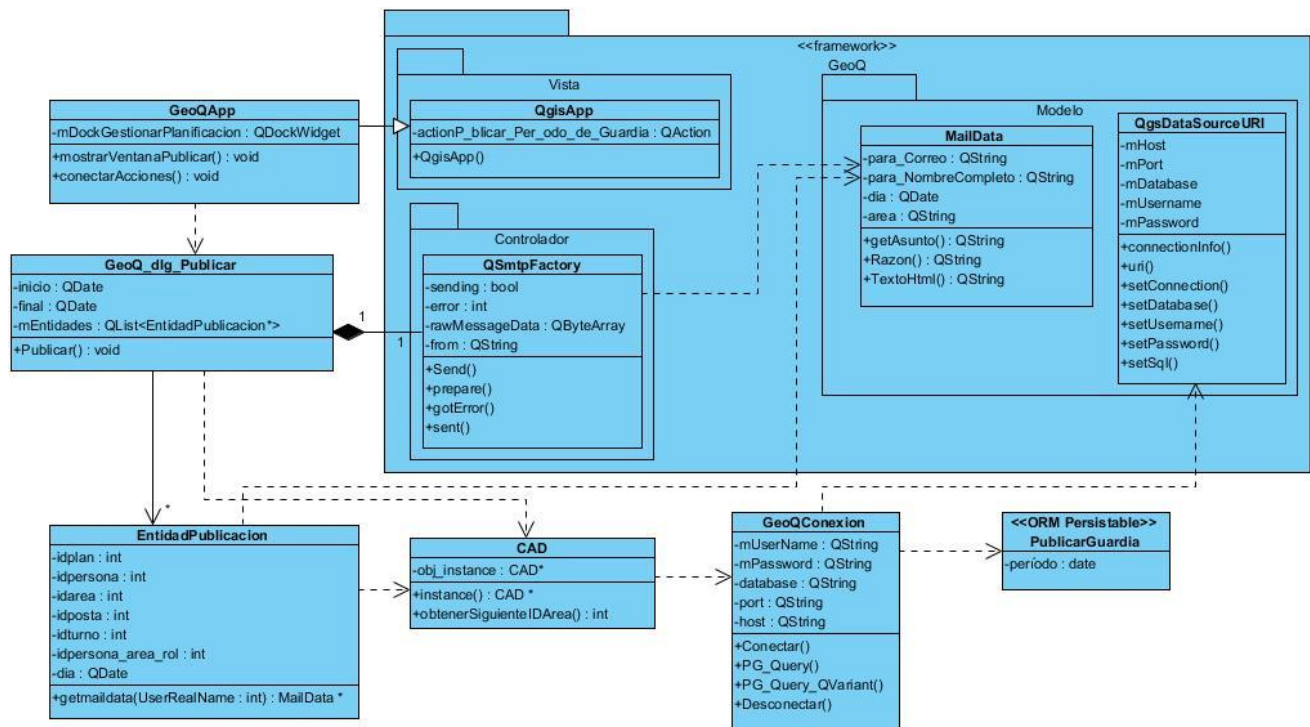 <<framework>>
GeoQ
Vista
QgisApp
-actionP_blicar_Per_odo_de_Guardia : QAction
+QgisApp()
GeoQApp
-mDockGestionarPlanificacion : QDockWidget
+mostrarVentanaPublicar() : void
+conectarAcciones() : void
Modelo
MailData
-para_Correo : QString
-para_NombreCompleto : QString
-dia : QDate
-area : QString
+getAsunto() : QString
+Razon() : QString
+TextoHtml() : QString
QgsDataSourceURI
-mHost
-mPort
-mDatabase
-mUsername
-mPassword
+connectionInfo()
+uri()
+setConnection()
+setDatabase()
+setUsername()
+setPassword()
+setSql()
Controlador
QSmtpFactory
-sending : bool
-error : int
-rawMessageData : QByteArray
-from : QString
+Send()
+prepare()
+gotError()
+sent()
GeoQ_dlg_Publicar
-inicio : QDate
-final : QDate
-mEntidades : QList<EntidadPublicacion*>
+Publicar() : void
1
1
*
EntidadPublicacion
-idplan : int
-idpersona : int
-idarea : int
-idposta : int
-idturno : int
-idpersona_area_rol : int
-dia : QDate
+getmaildata(UserRealName : int) : MailData *
CAD
-obj_instance : CAD*
+instance() : CAD *
+obtenerSiguienteIDArea() : int
GeoQConexion
-mUserName : QString
-mPassword : QString
-database : QString
-port : QString
-host : QString
+Conectar()
+PG_Query()
+PG_Query_QVariant()
+Desconectar()
<<ORM Persistable>>
PublicarGuardia
-período : date